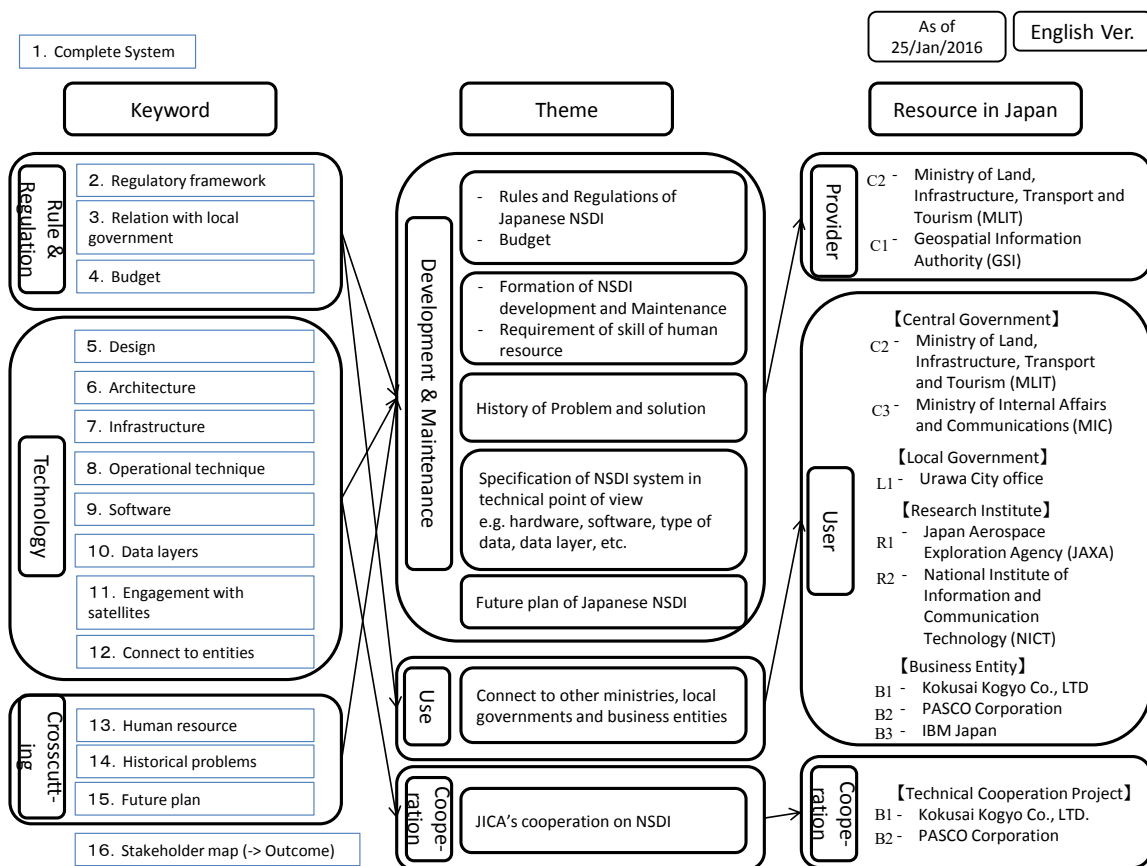 As of
25/Jan/2016
English Ver.
1. Complete System
Keyword
Theme
Resource in Japan
Rule &
Regulation
2. Regulatory framework
3. Relation with local
government
4. Budget
Technology
5. Design
6. Architecture
7. Infrastructure
8. Operational technique
9. Software
10. Data layers
11. Engagement with
satellites
12. Connect to entities
Crosscutt-
ing
13. Human resource
14. Historical problems
15. Future plan
16. Stakeholder map (-> Outcome)
Development & Maintenance
- Rules and Regulations of
Japanese NSDI
- Budget
- Formation of NSDI
development and Maintenance
- Requirement of skill of human
resource
History of Problem and solution
Specification of NSDI system in
technical point of view
e.g. hardware, software, type of
data, data layer, etc.
Future plan of Japanese NSDI
Use
Connect to other ministries, local
governments and business entities
Coope-
ration
JICA's cooperation on NSDI
Provider
C2 - Ministry of Land,
Infrastructure, Transport and
Tourism (MLIT)
C1 - Geospatial Information
Authority (GSI)
User
【Central Government】
C2 - Ministry of Land,
Infrastructure, Transport
and Tourism (MLIT)
C3 - Ministry of Internal Affairs
and Communications (MIC)
【Local Government】
L1 - Urawa City office
【Research Institute】
R1 - Japan Aerospace
Exploration Agency (JAXA)
R2 - National Institute of
Information and
Communication
Technology (NICT)
【Business Entity】
B1 - Kokusai Kogyo Co., LTD
B2 - PASCO Corporation
B3 - IBM Japan
Coope-
ration
【Technical Cooperation Project】
B1 - Kokusai Kogyo Co., LTD.
B2 - PASCO Corporation